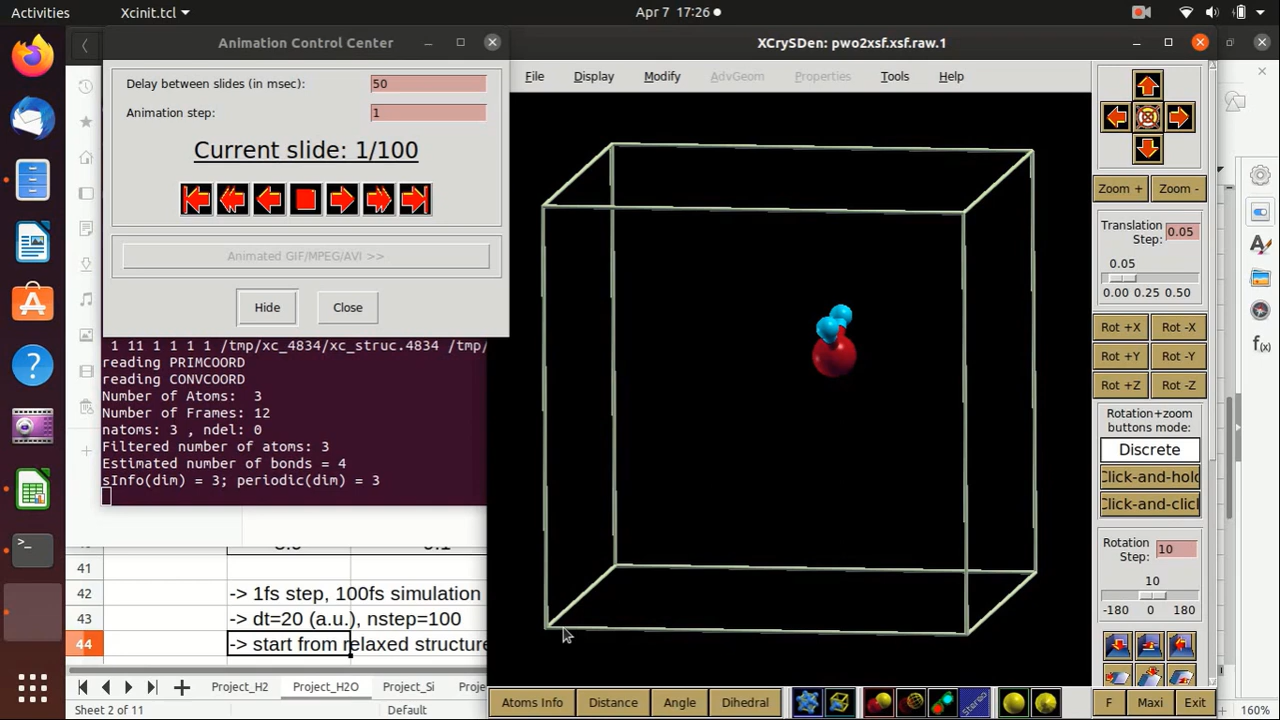 Activities
Xcinit.tcl
Apr 7 17:26
Animation Control Center
Delay between slides (in msec):
50
Animation step:
1
Current slide: 1/100
Animated GIF/MPEG/AVI >>
Hide
Close
1 11 1 1 1 1 /tmp/xc_4834/xc_struc.4834 /tmp/
reading PRIMCOORD
reading CONVCOORD
Number of Atoms: 3
Number of Frames: 12
natoms: 3 , ndel: 0
Filtered number of atoms: 3
Estimated number of bonds = 4
sInfo(dim) = 3; periodic(dim) = 3
41
42
-> 1fs step, 100fs simulation
43
-> dt=20 (a.u.), nstep=100
44
-> start from relaxed structure
Project_H2
Project_H2O
Project_Si
Proje
Sheet 2 of 11
Default
160%
XCrySDen: pwo2xsf.xsf.raw.1
File
Display
Modify
AdvGeom
Properties
Tools
Help
Zoom +
Zoom -
Translation
Step:
0.05
0.05
0.00 0.25 0.50
Rot +X
Rot -X
Rot +Y
Rot -Y
Rot +Z
Rot -Z
Rotation+zoom
buttons mode:
Discrete
Click-and-hold
Click-and-click
Rotation
Step:
10
10
-180 0 180
Atoms Info
Distance
Angle
Dihedral
Stereo
F
Maxi
Exit